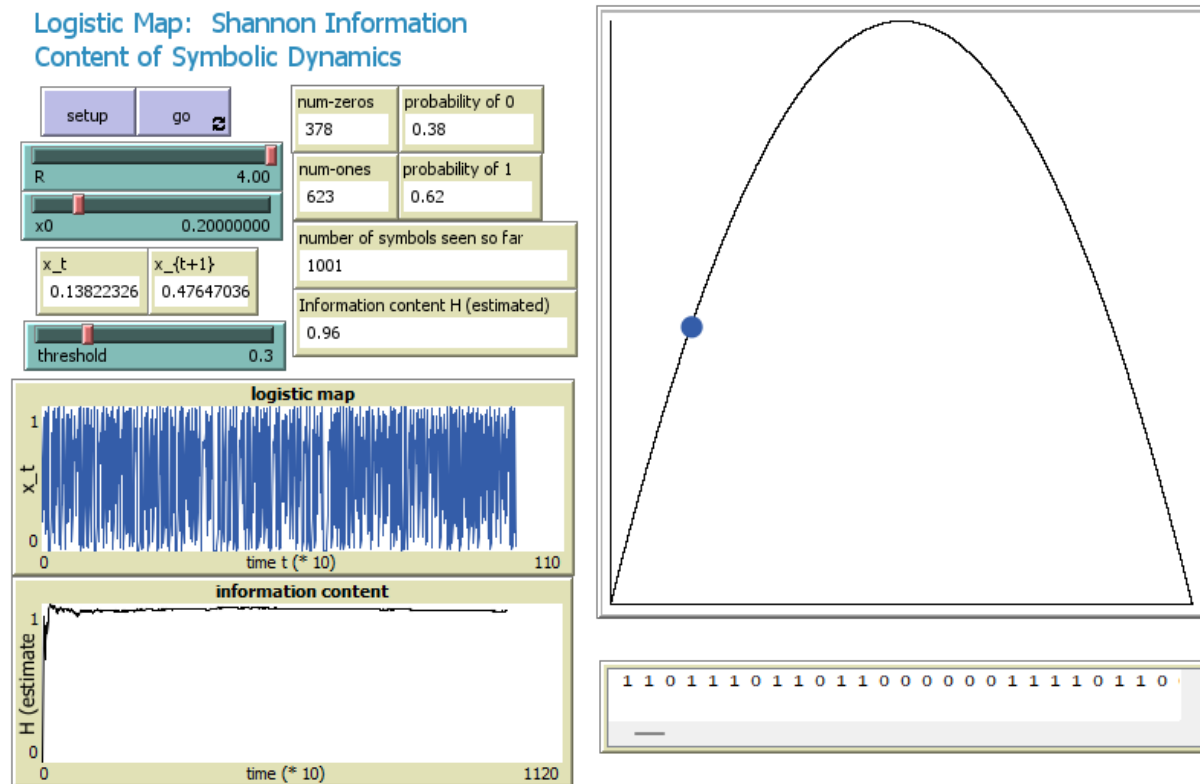 Logistic Map: Shannon Information
Content of Symbolic Dynamics
setup
go
R 4.00
x0 0.20000000
x_t
0.13822326
x_{t+1}
0.47647036
threshold 0.3
num-zeros
378
probability of 0
0.38
num-ones
623
probability of 1
0.62
number of symbols seen so far
1001
Information content H (estimated)
0.96
logistic map
1
x_t
0
0
time t (* 10)
110
information content
1
H (estimate
0
0
time (* 10)
1120
1 1 0 1 1 1 0 1 1 0 1 1 0 0 0 0 0 0 1 1 1 1 0 1 1 0